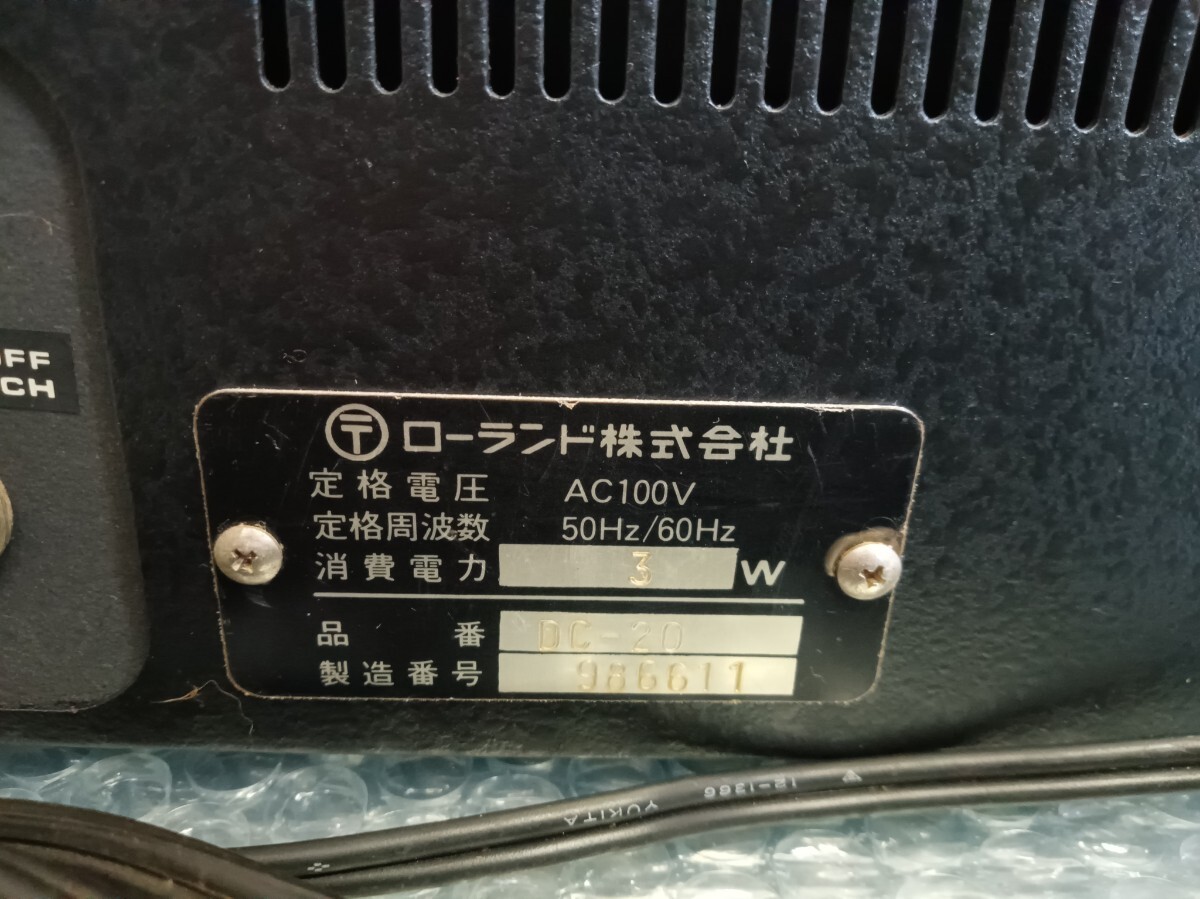 OFF
CH
〒 ローランド株式会社
定格電圧 AC100V
定格周波数 50Hz/60Hz
消費電力 3 W
品番 DC-20
製造番号 986611
YUKITA 12-1366